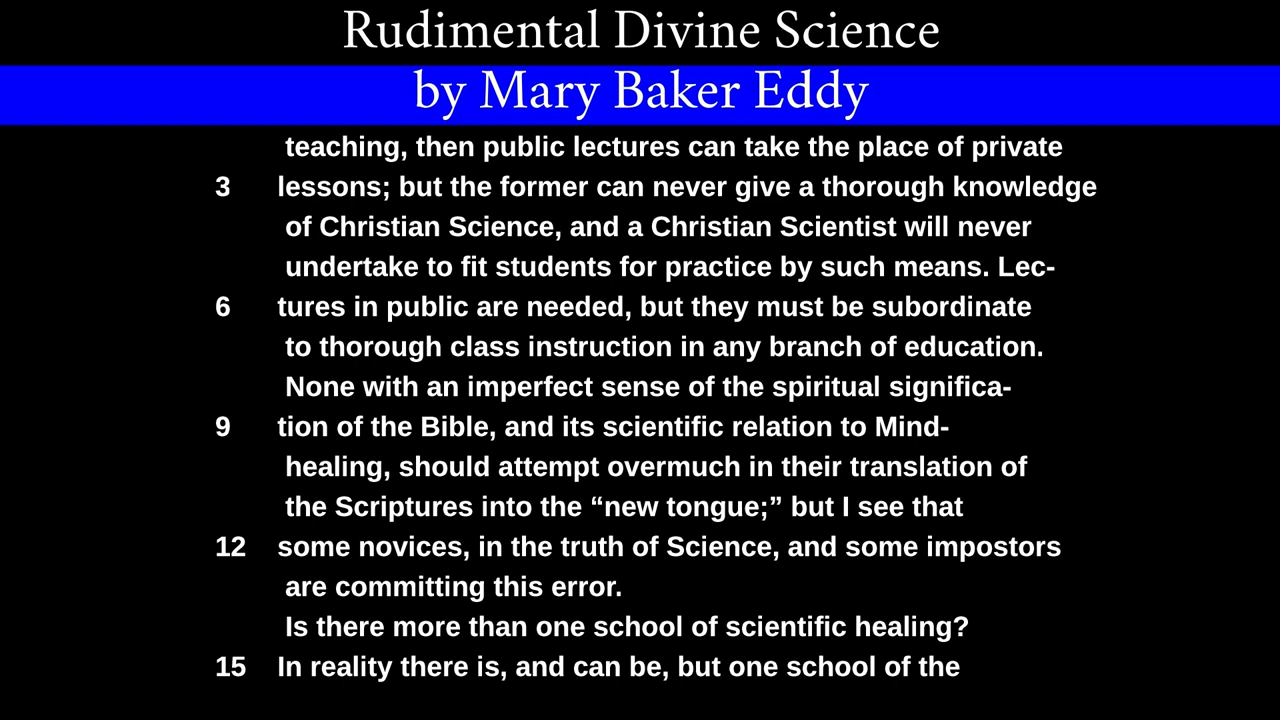 Rudimental Divine Science
by Mary Baker Eddy
teaching, then public lectures can take the place of private
3 lessons; but the former can never give a thorough knowledge
of Christian Science, and a Christian Scientist will never
undertake to fit students for practice by such means. Lec-
6 tures in public are needed, but they must be subordinate
to thorough class instruction in any branch of education.
None with an imperfect sense of the spiritual significa-
9 tion of the Bible, and its scientific relation to Mind-
healing, should attempt overmuch in their translation of
the Scriptures into the “new tongue;” but I see that
12 some novices, in the truth of Science, and some impostors
are committing this error.
Is there more than one school of scientific healing?
15 In reality there is, and can be, but one school of the